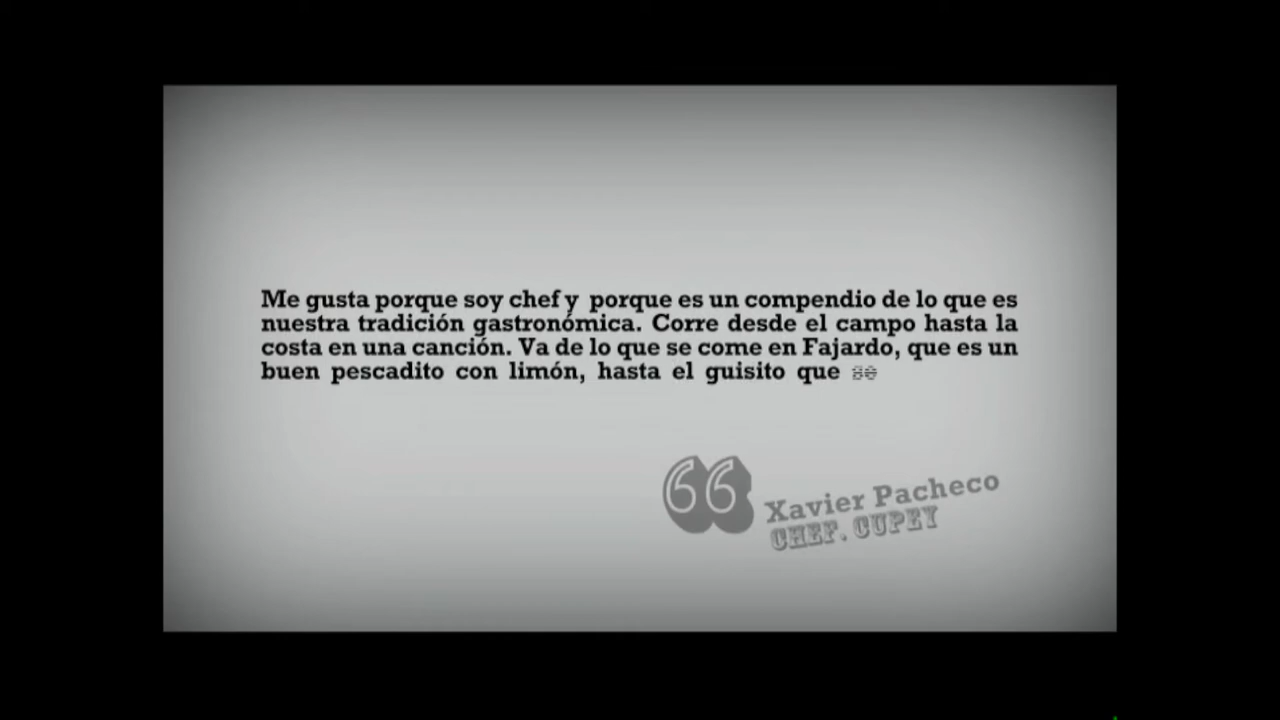 Me gusta porque soy chef y porque es un compendio de lo que es
nuestra tradición gastronómica. Corre desde el campo hasta la
costa en una canción. Va de lo que se come en Fajardo, que es un
buen pescadito con limón, hasta el guisito que se
66
Xavier Pacheco
CHEF. CUPEY